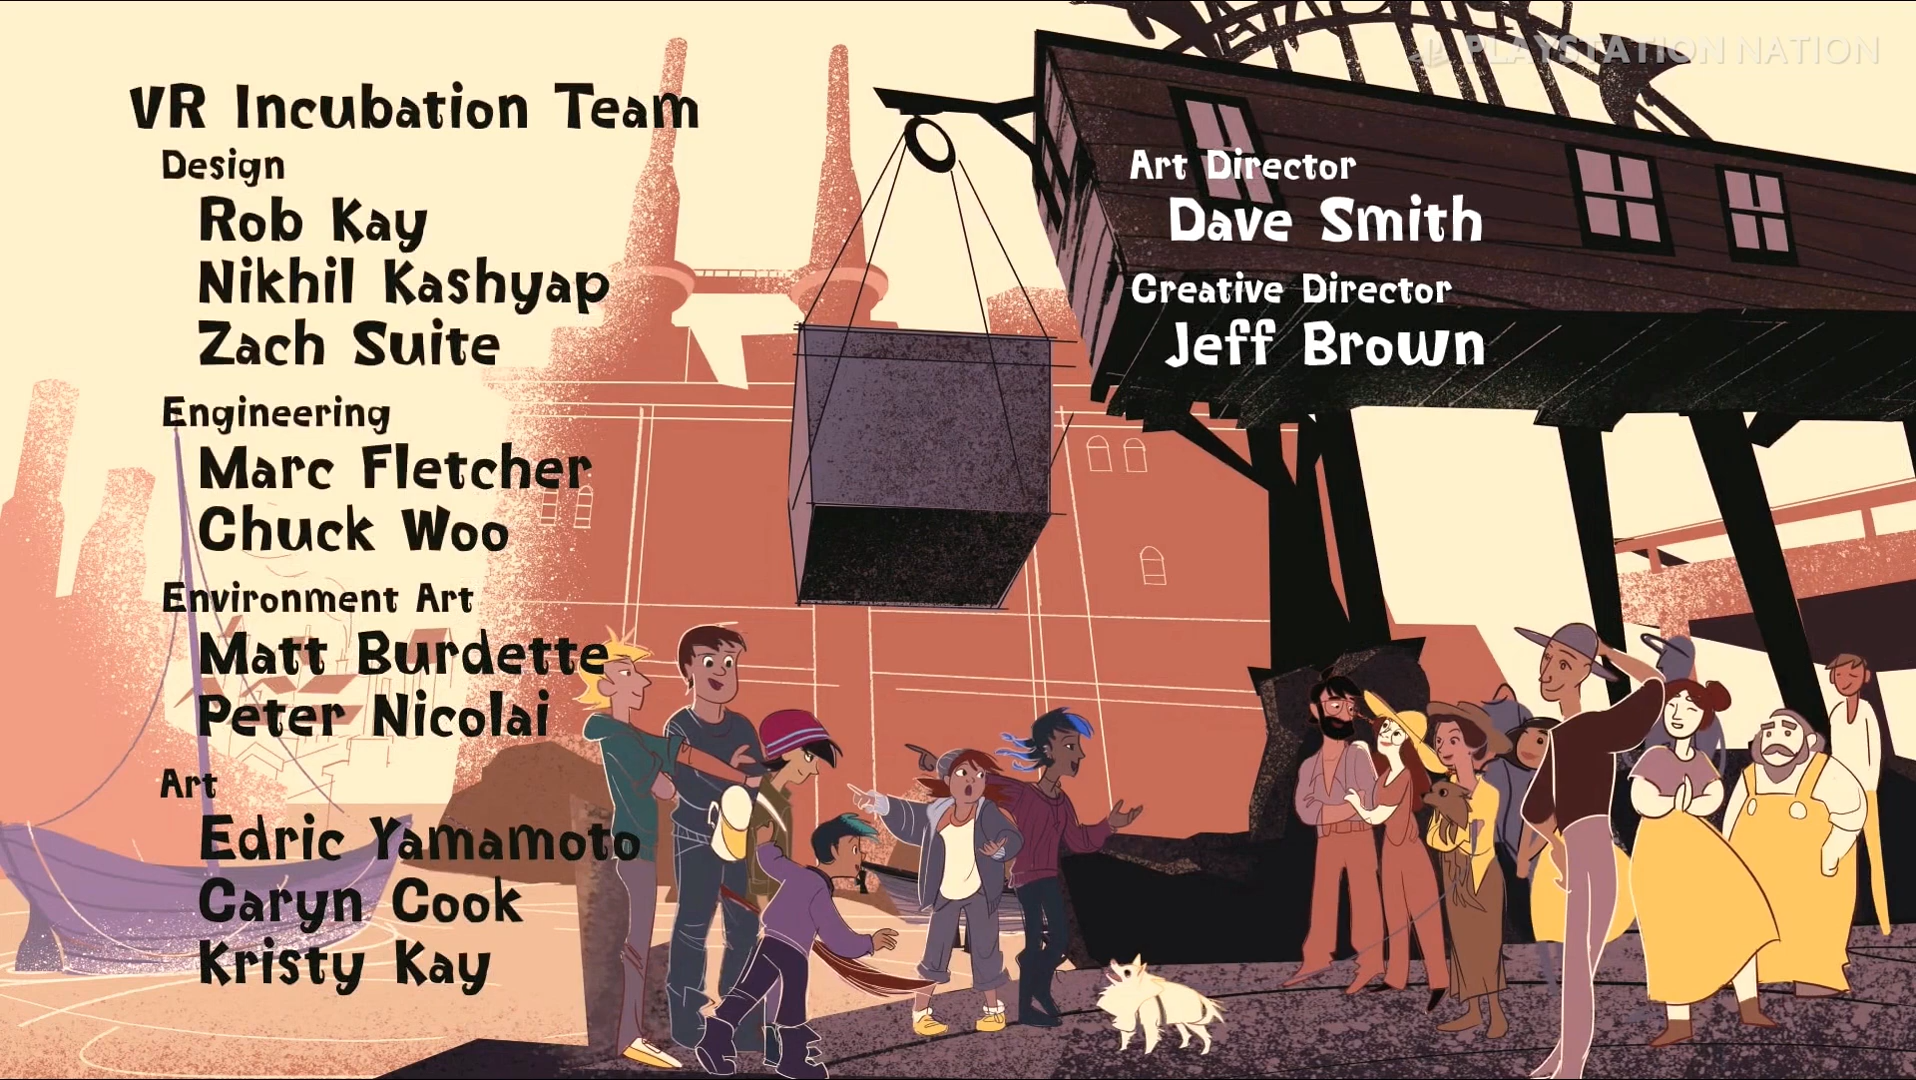 PLAYSTATION NATION
VR Incubation Team
Design
Rob Kay
Nikhil Kashyap
Zach Suite
Engineering
Marc Fletcher
Chuck Woo
Environment Art
Matt Burdette
Peter Nicolai
Art
Edric Yamamoto
Caryn Cook
Kristy Kay
Art Director
Dave Smith
Creative Director
Jeff Brown